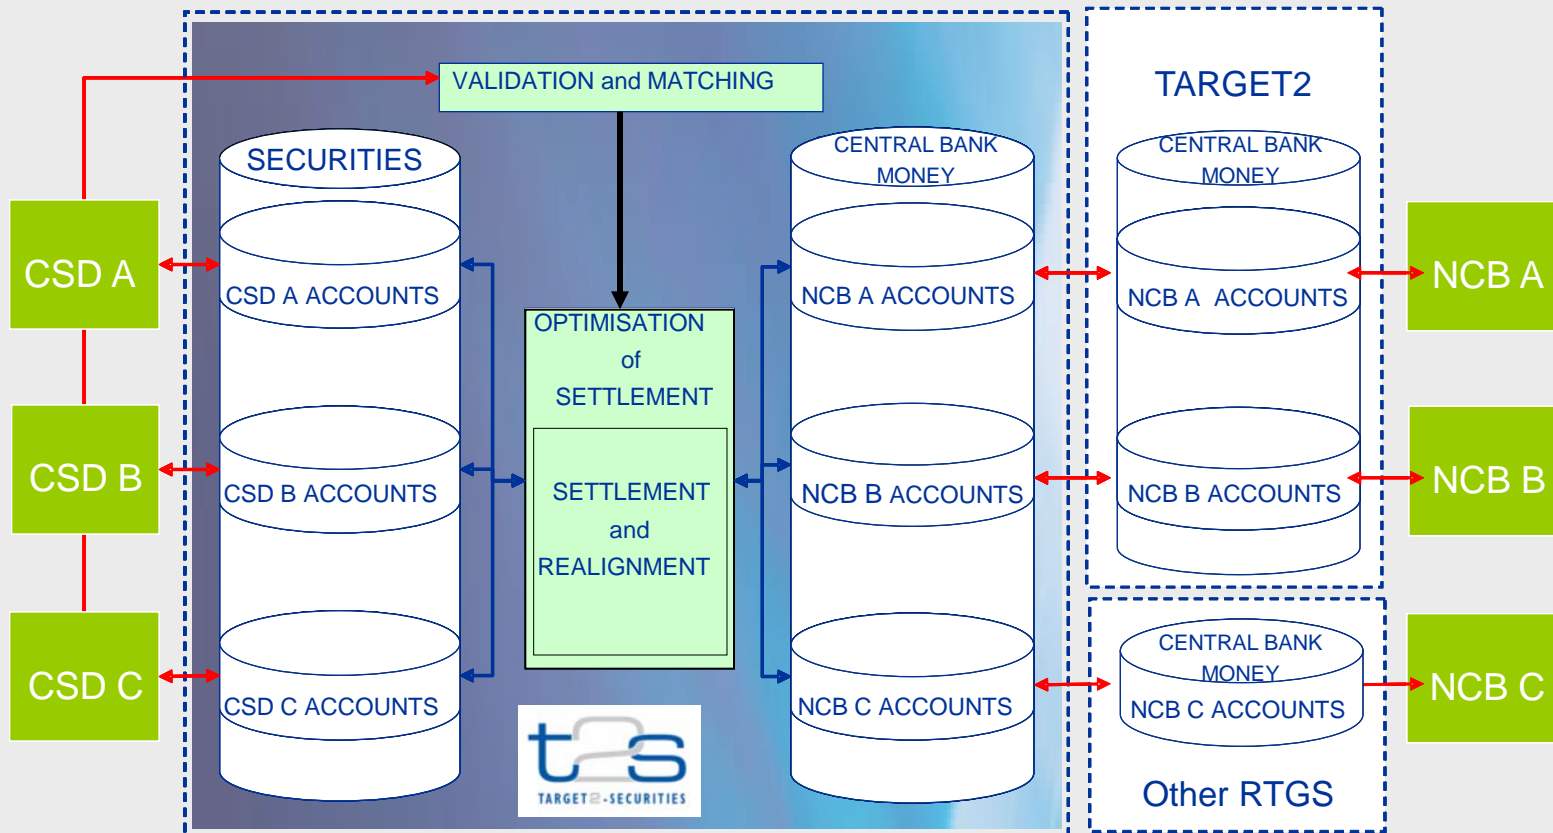 VALIDATION and MATCHING
TARGET2
SECURITIES
CENTRAL BANK
MONEY
CENTRAL BANK
MONEY
CSD A
CSD A ACCOUNTS
NCB A ACCOUNTS
NCB A ACCOUNTS
NCB A
OPTIMISATION
of
SETTLEMENT
CSD B
CSD B ACCOUNTS
SETTLEMENT
and
REALIGNMENT
NCB B ACCOUNTS
NCB B ACCOUNTS
NCB B
CSD C
CSD C ACCOUNTS
NCB C ACCOUNTS
CENTRAL BANK
MONEY
NCB C ACCOUNTS
NCB C
t2s
TARGET2-SECURITIES
Other RTGS